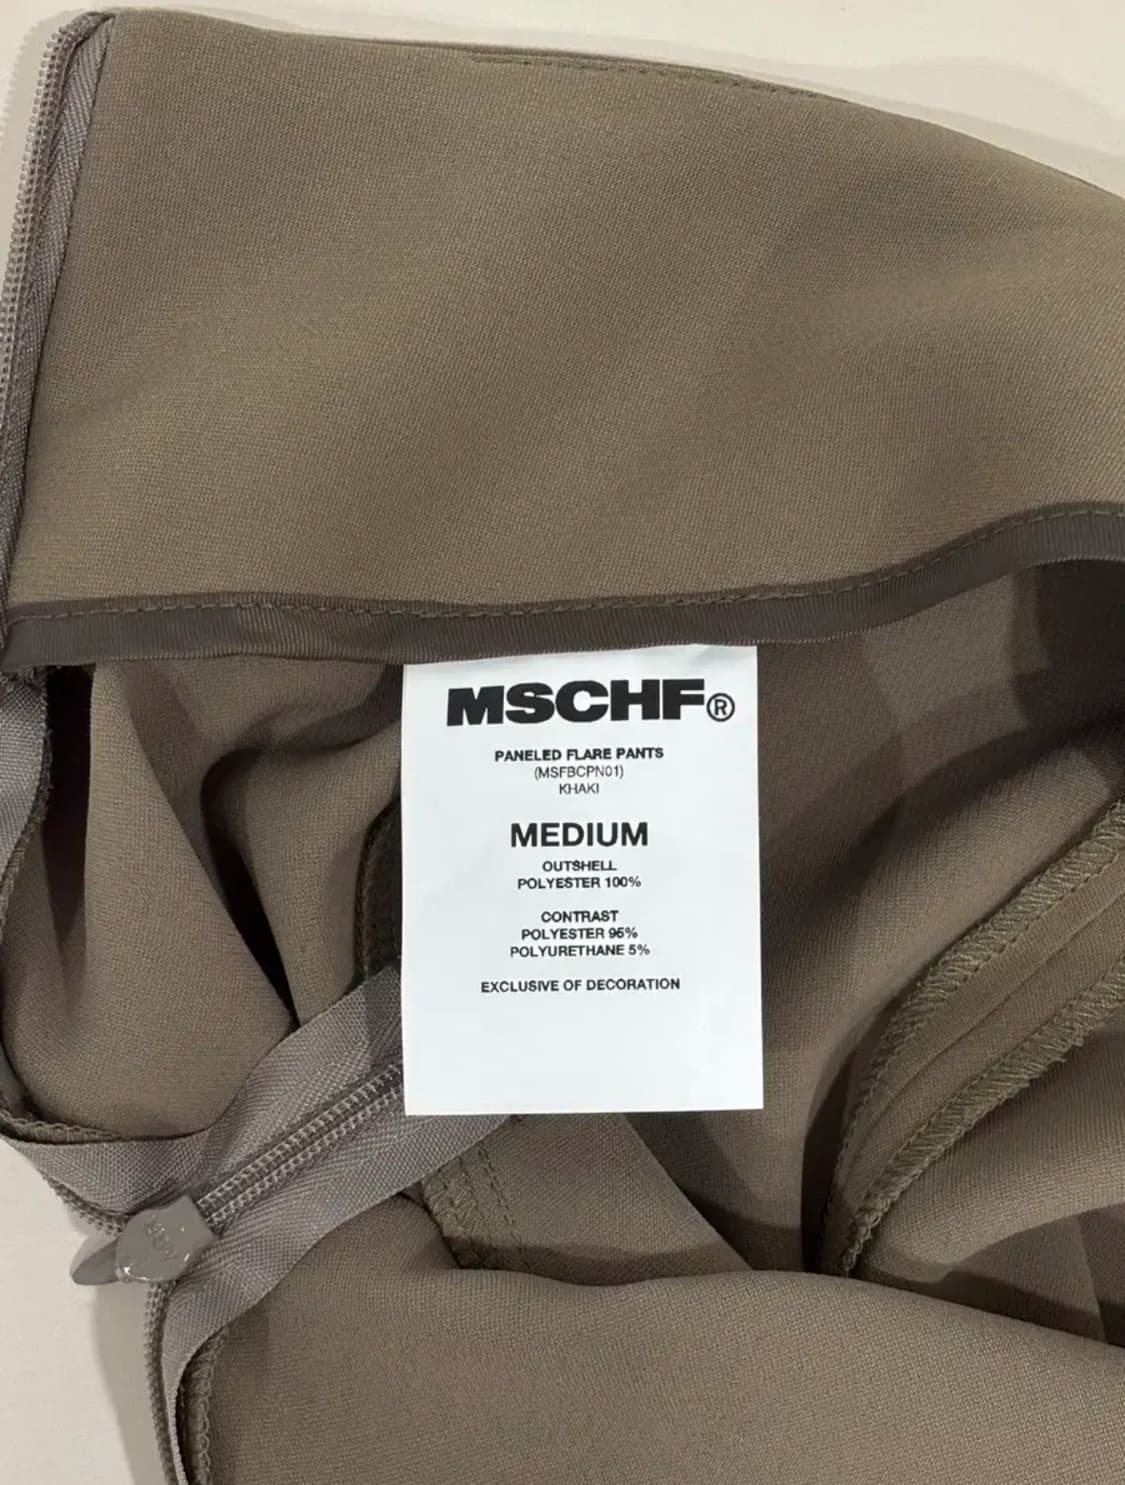 MSCHF®
PANELED FLARE PANTS
(MSFBCPN01)
KHAKI
MEDIUM
OUTSHELL
POLYESTER 100%
CONTRAST
POLYESTER 95%
POLYURETHANE 5%
EXCLUSIVE OF DECORATION